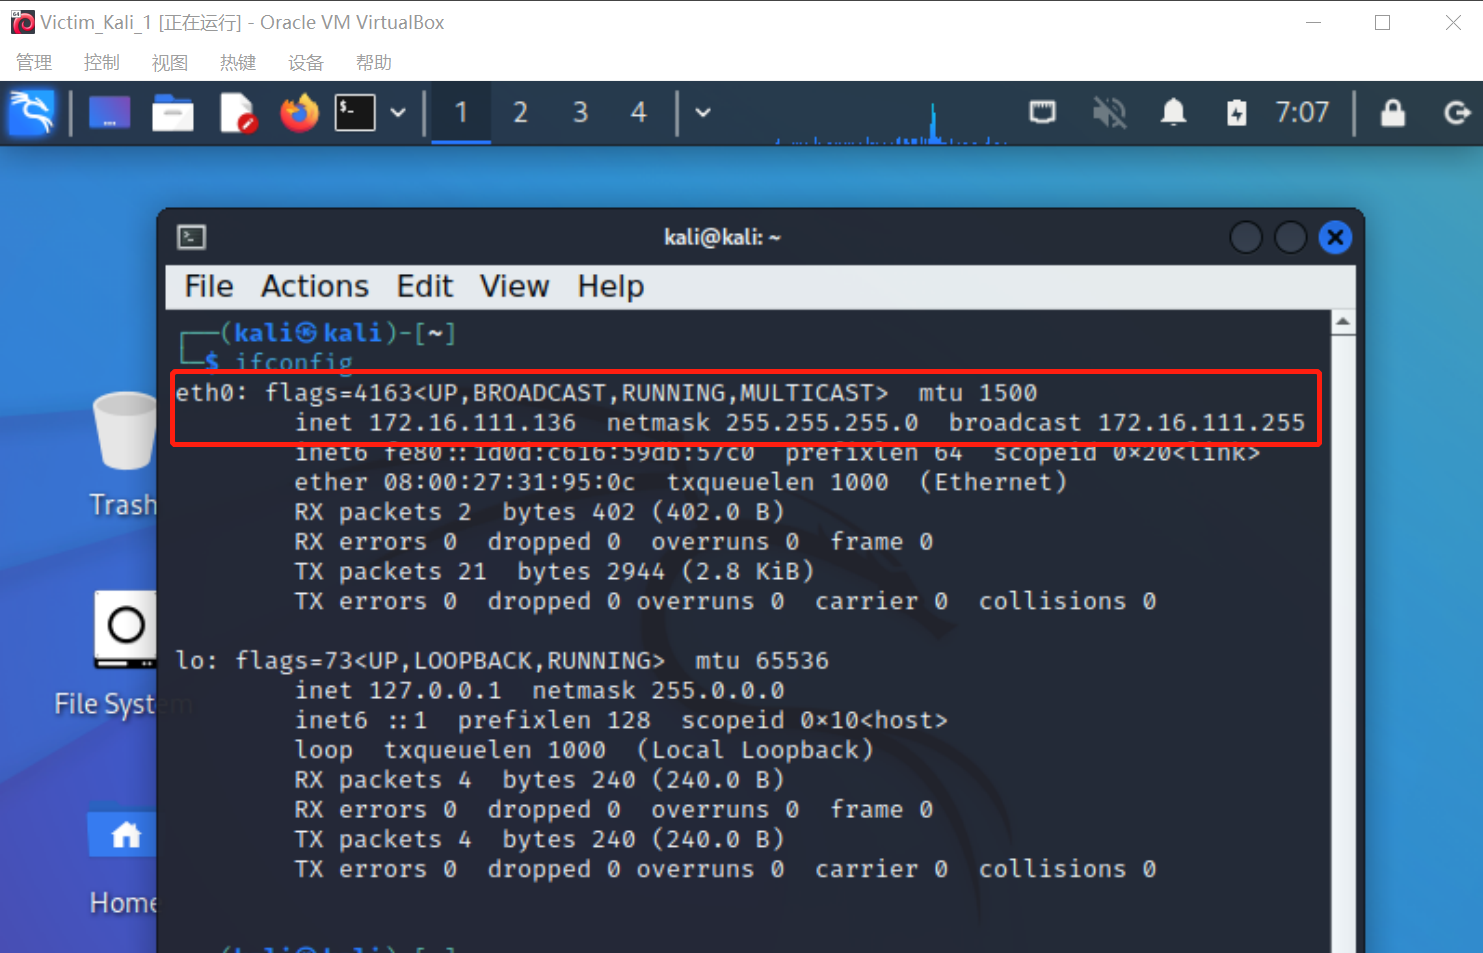 Victim_Kali_1 [正在运行] - Oracle VM VirtualBox
管理 控制 视图 热键 设备 帮助
1 2 3 4 7:07
kali@kali: ~
File Actions Edit View Help
(kali㉿kali)-[~]
$ ifconfig
eth0: flags=4163<UP,BROADCAST,RUNNING,MULTICAST> mtu 1500
inet 172.16.111.136 netmask 255.255.255.0 broadcast 172.16.111.255
inet6 fe80::1d0d:c616:59db:57c0 prefixlen 64 scopeid 0×20<link>
ether 08:00:27:31:95:0c txqueuelen 1000 (Ethernet)
RX packets 2 bytes 402 (402.0 B)
RX errors 0 dropped 0 overruns 0 frame 0
TX packets 21 bytes 2944 (2.8 KiB)
TX errors 0 dropped 0 overruns 0 carrier 0 collisions 0
lo: flags=73<UP,LOOPBACK,RUNNING> mtu 65536
inet 127.0.0.1 netmask 255.0.0.0
inet6 ::1 prefixlen 128 scopeid 0×10<host>
loop txqueuelen 1000 (Local Loopback)
RX packets 4 bytes 240 (240.0 B)
RX errors 0 dropped 0 overruns 0 frame 0
TX packets 4 bytes 240 (240.0 B)
TX errors 0 dropped 0 overruns 0 carrier 0 collisions 0
(kali㉿kali)-[~]
Trash
File System
Home